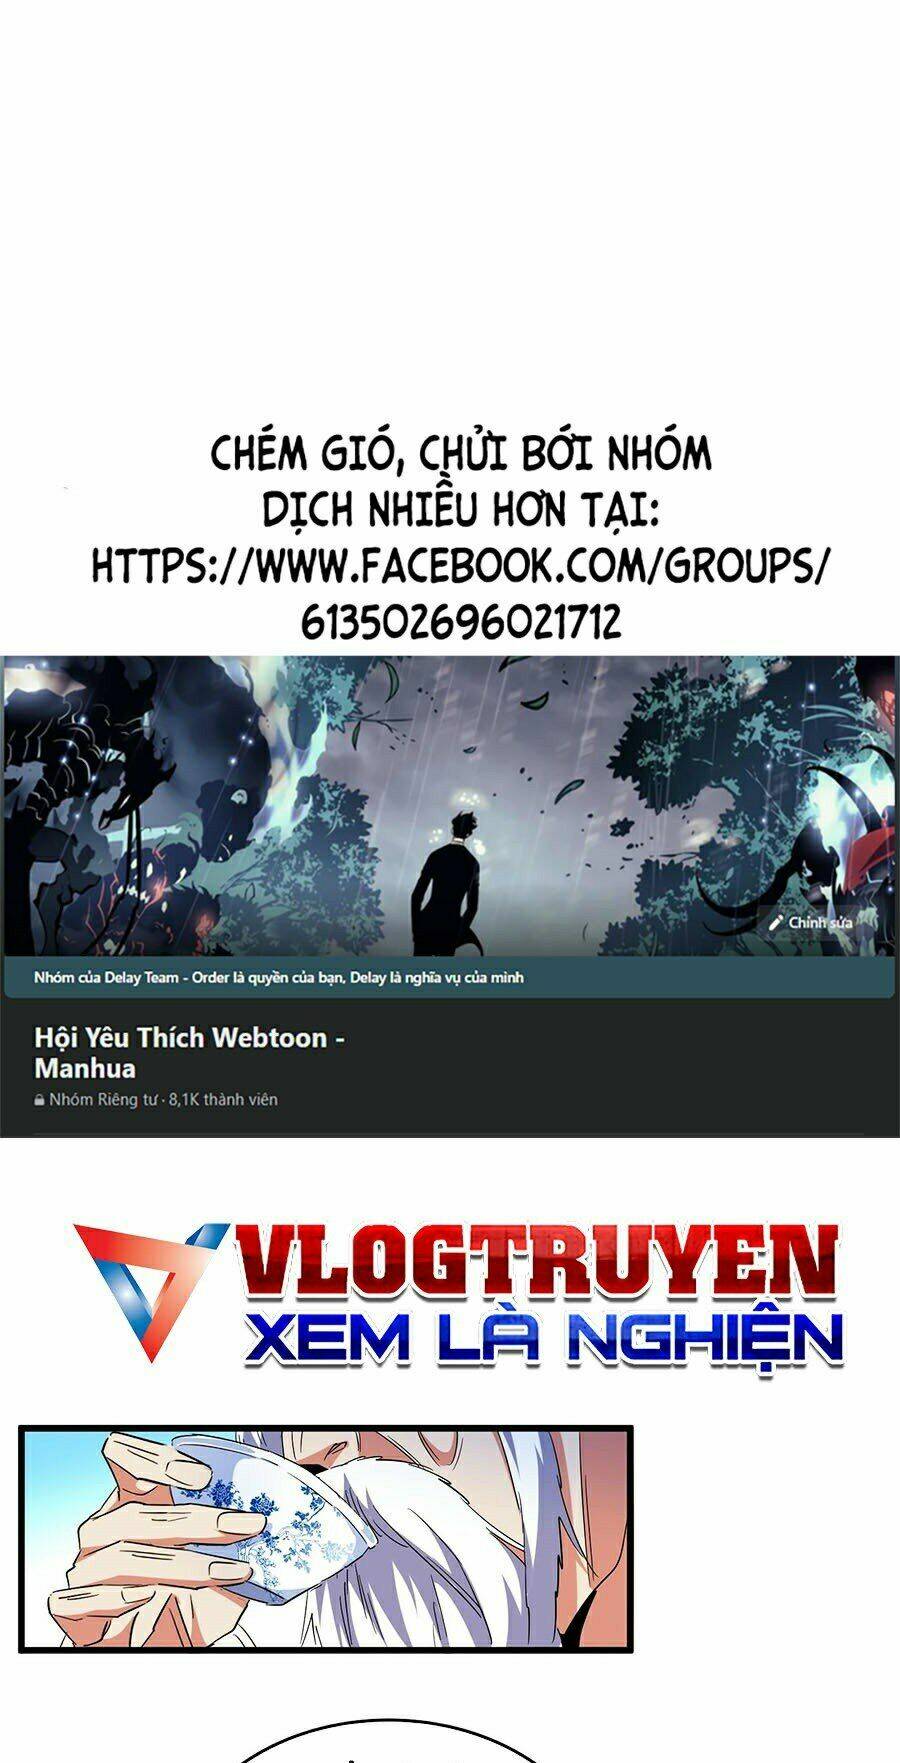 CHÉM GIÓ, CHỬI BỚI NHÓM
DỊCH NHIỀU HƠN TẠI:
HTTPS://WWW.FACEBOOK.COM/GROUPS/
613502696021712
Chỉnh sửa
Nhóm của Delay Team - Order là quyền của bạn, Delay là nghĩa vụ của mình
Hội Yêu Thích Webtoon -
Manhua
Nhóm Riêng tư · 8,1K thành viên
VLOGTRUYEN
XEM LÀ NGHIỆN